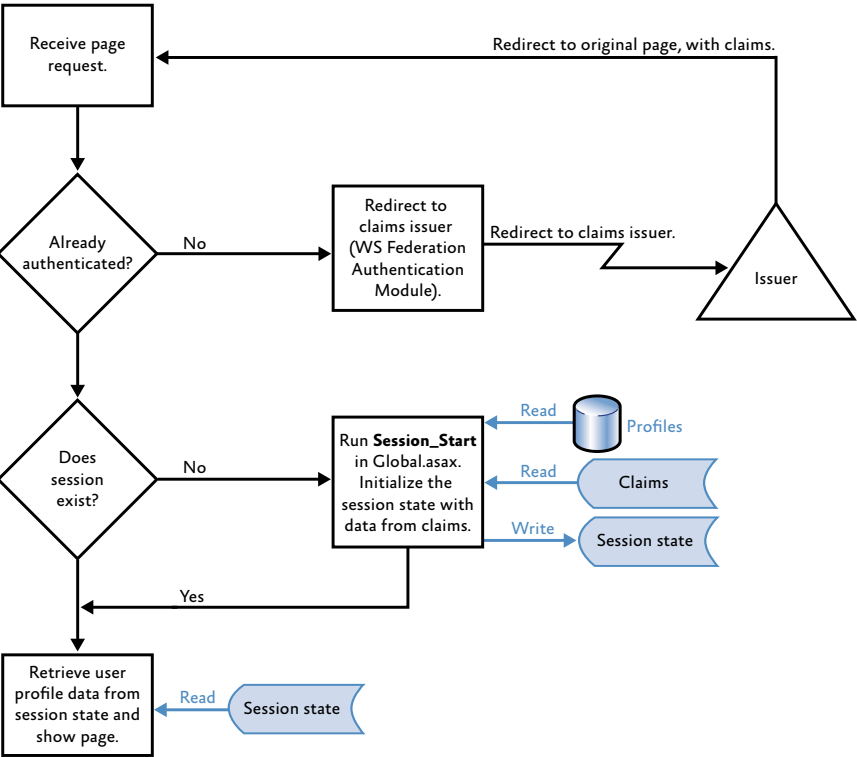 Receive page
request.
Redirect to original page, with claims.
Already
authenticated?
No
Redirect to
claims issuer
(WS Federation
Authentication
Module).
Redirect to claims issuer.
Issuer
Does
session
exist?
No
Run Session_Start
in Global.asax.
Initialize the
session state with
data from claims.
Read
Profiles
Read
Claims
Write
Session state
Yes
Retrieve user
profile data from
session state and
show page.
Read
Session state